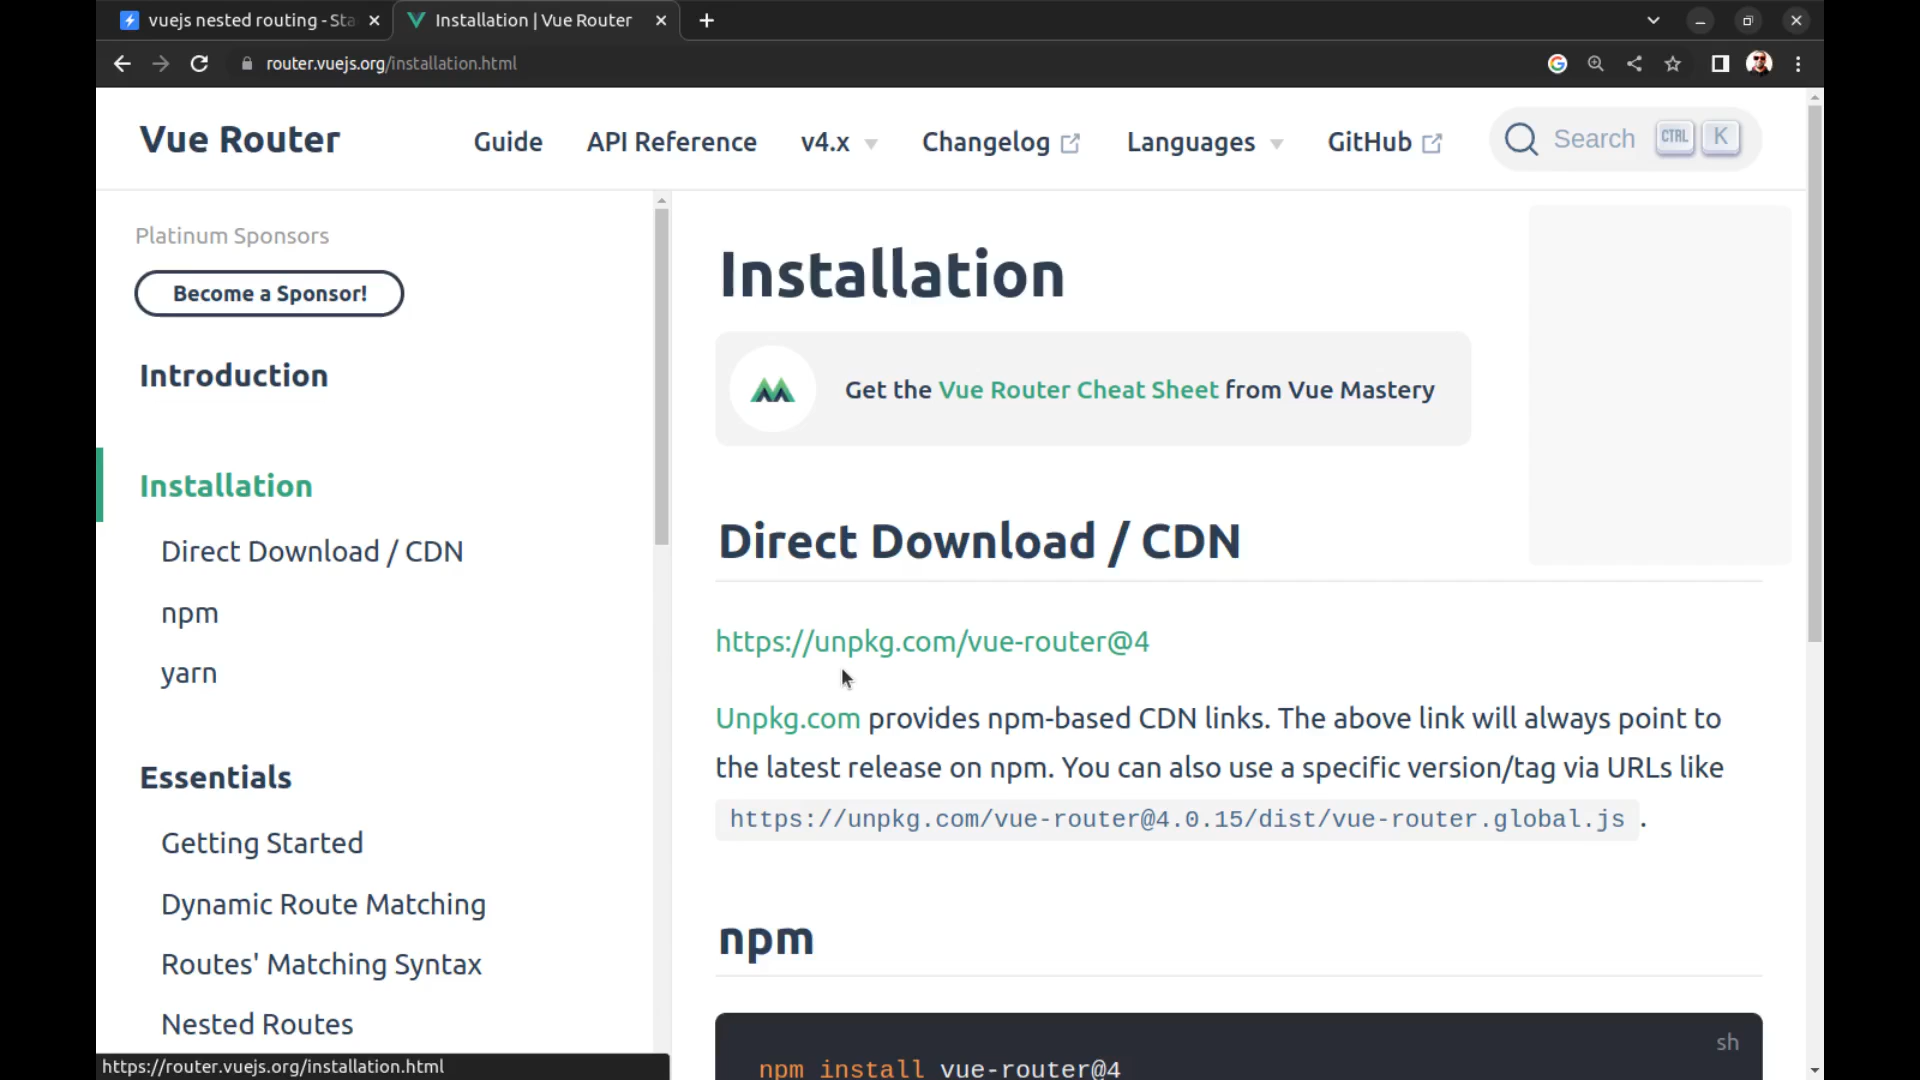 vuejs nested routing - Sta
Installation | Vue Router
router.vuejs.org/installation.html
Vue Router
Guide
API Reference
v4.x
Changelog
Languages
GitHub
Search
CTRL
K
Platinum Sponsors
Become a Sponsor!
Introduction
Installation
Direct Download / CDN
npm
yarn
Essentials
Getting Started
Dynamic Route Matching
Routes' Matching Syntax
Nested Routes
https://router.vuejs.org/installation.html
Installation
Get the Vue Router Cheat Sheet from Vue Mastery
Direct Download / CDN
https://unpkg.com/vue-router@4
Unpkg.com provides npm-based CDN links. The above link will always point to
the latest release on npm. You can also use a specific version/tag via URLs like
https://unpkg.com/vue-router@4.0.15/dist/vue-router.global.js .
npm
sh
npm install vue-router@4